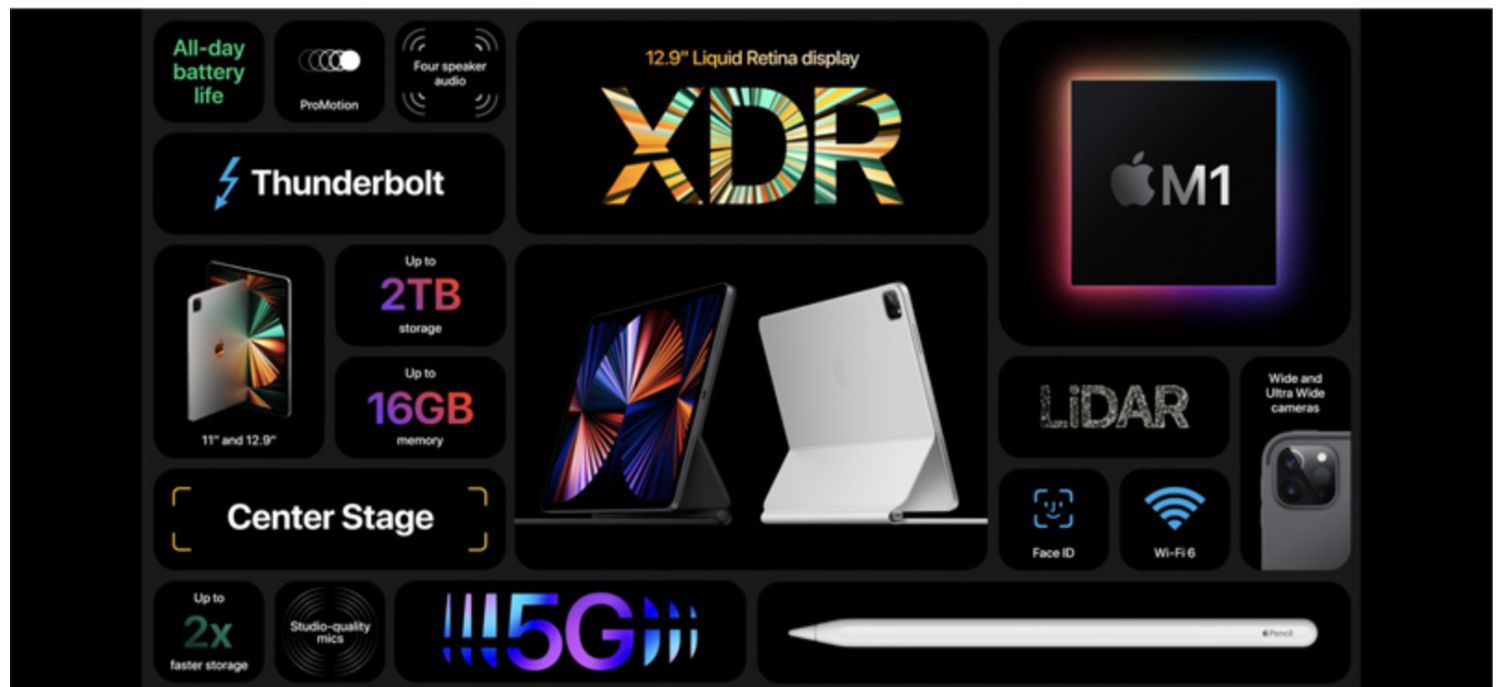 All-day
battery
life
ProMotion
Four speaker
audio
12.9" Liquid Retina display
XDR
M1
Thunderbolt
11" and 12.9"
Up to
2TB
storage
Up to
16GB
memory
LiDAR
Wide and
Ultra Wide
cameras
Center Stage
Face ID
Wi-Fi 6
Up to
2x
faster storage
Studio-quality
mics
5G
Pencil